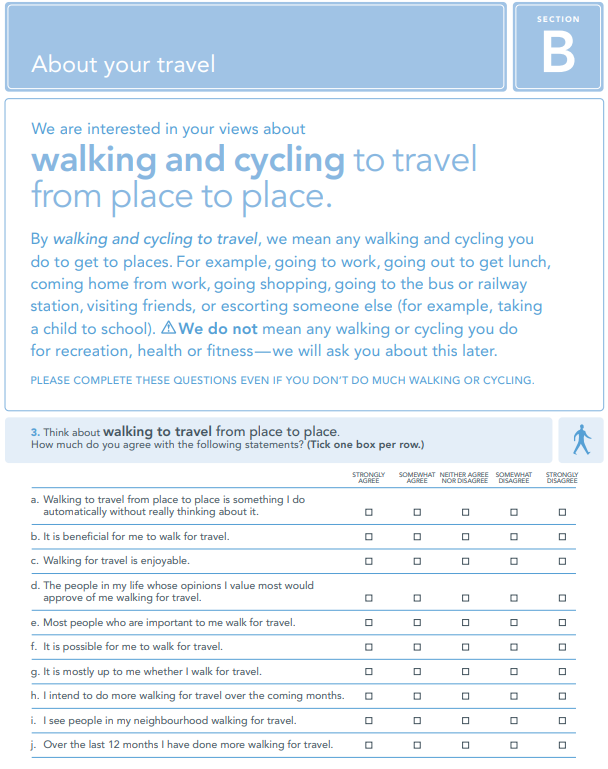 About your travel
SECTION
B
We are interested in your views about
walking and cycling to travel
from place to place.
By walking and cycling to travel, we mean any walking and cycling you
do to get to places. For example, going to work, going out to get lunch,
coming home from work, going shopping, going to the bus or railway
station, visiting friends, or escorting someone else (for example, taking
a child to school). ⚠We do not mean any walking or cycling you do
for recreation, health or fitness—we will ask you about this later.
PLEASE COMPLETE THESE QUESTIONS EVEN IF YOU DON'T DO MUCH WALKING OR CYCLING.
3. Think about walking to travel from place to place.
How much do you agree with the following statements? (Tick one box per row.)
STRONGLY AGREE SOMEWHAT AGREE NEITHER AGREE NOR DISAGREE SOMEWHAT DISAGREE STRONGLY DISAGREE
a. Walking to travel from place to place is something I do
automatically without really thinking about it.
b. It is beneficial for me to walk for travel.
c. Walking for travel is enjoyable.
d. The people in my life whose opinions I value most would
approve of me walking for travel.
e. Most people who are important to me walk for travel.
f. It is possible for me to walk for travel.
g. It is mostly up to me whether I walk for travel.
h. I intend to do more walking for travel over the coming months.
i. I see people in my neighbourhood walking for travel.
j. Over the last 12 months I have done more walking for travel.